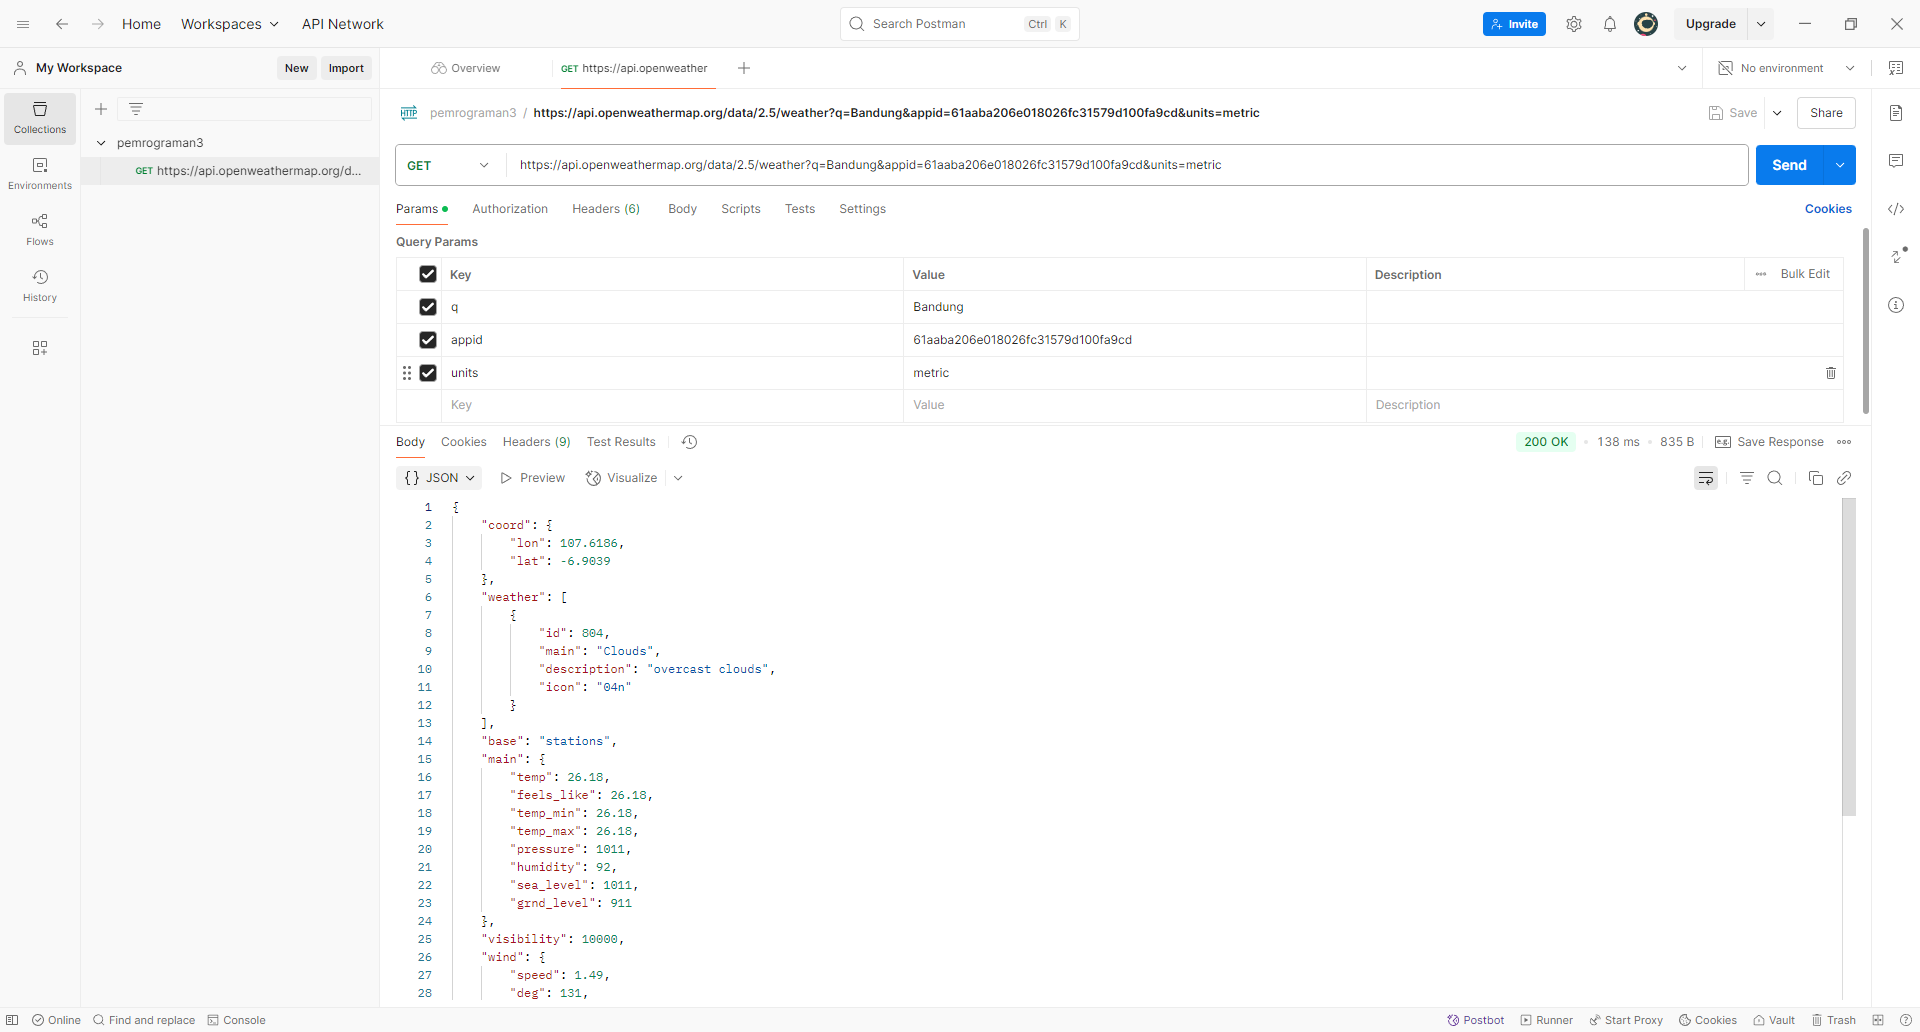 Home
Workspaces
API Network
Search Postman
Ctrl K
Invite
Upgrade
My Workspace
New
Import
Overview
GET https://api.openweather
No environment
Collections
Environments
Flows
History
pemrograman3
GET https://api.openweathermap.org/d...
HTTP
pemrograman3 / https://api.openweathermap.org/data/2.5/weather?q=Bandung&appid=61aaba206e018026fc31579d100fa9cd&units=metric
Save
Share
GET
https://api.openweathermap.org/data/2.5/weather?q=Bandung&appid=61aaba206e018026fc31579d100fa9cd&units=metric
Send
Params Authorization Headers (6) Body Scripts Tests Settings
Cookies
Query Params
Key Value Description ••• Bulk Edit
q Bandung
appid 61aaba206e018026fc31579d100fa9cd
units metric
Key Value Description
Body Cookies Headers (9) Test Results
200 OK • 138 ms • 835 B
e.g. Save Response •••
{} JSON Preview Visualize
1 {
2 "coord": {
3 "lon": 107.6186,
4 "lat": -6.9039
5 },
6 "weather": [
7 {
8 "id": 804,
9 "main": "Clouds",
10 "description": "overcast clouds",
11 "icon": "04n"
12 }
13 ],
14 "base": "stations",
15 "main": {
16 "temp": 26.18,
17 "feels_like": 26.18,
18 "temp_min": 26.18,
19 "temp_max": 26.18,
20 "pressure": 1011,
21 "humidity": 92,
22 "sea_level": 1011,
23 "grnd_level": 911
24 },
25 "visibility": 10000,
26 "wind": {
27 "speed": 1.49,
28 "deg": 131,
Online Find and replace Console
Postbot Runner Start Proxy Cookies Vault Trash